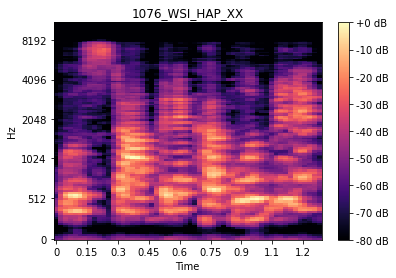 1076_WSI_HAP_XX
8192
4096
2048
1024
512
0
Hz
0 0.15 0.3 0.45 0.6 0.75 0.9 1.1 1.2
Time
+0 dB
-10 dB
-20 dB
-30 dB
-40 dB
-50 dB
-60 dB
-70 dB
-80 dB